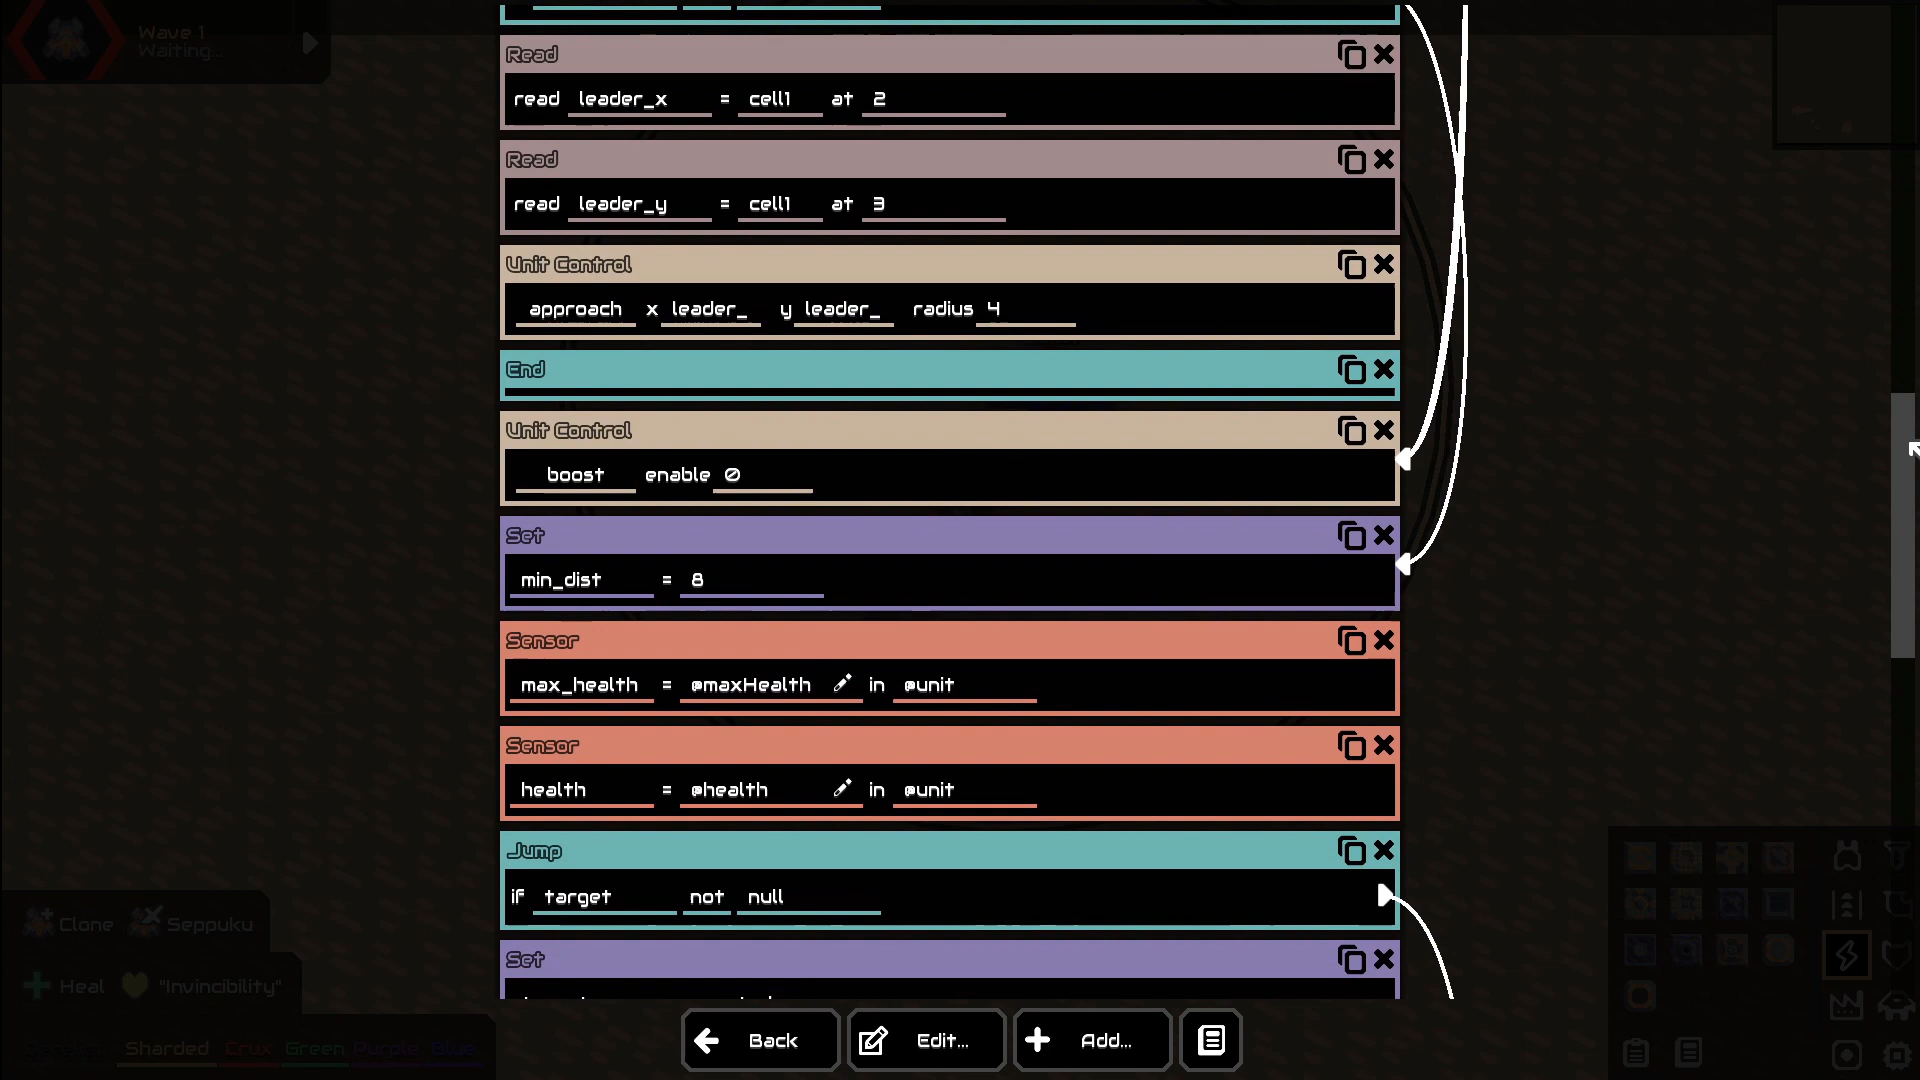 Wave 1
Waiting...
Read
read leader_x = cell1 at 2
Read
read leader_y = cell1 at 3
Unit Control
approach x leader_ y leader_ radius 4
End
Unit Control
boost enable 0
Set
min_dist = 8
Sensor
max_health = @maxHealth in @unit
Sensor
health = @health in @unit
Jump
if target not null
Set
Clone Seppuku
Heal "Invincibility"
Sharded Crux Green Purple Blue
Back Edit... Add...